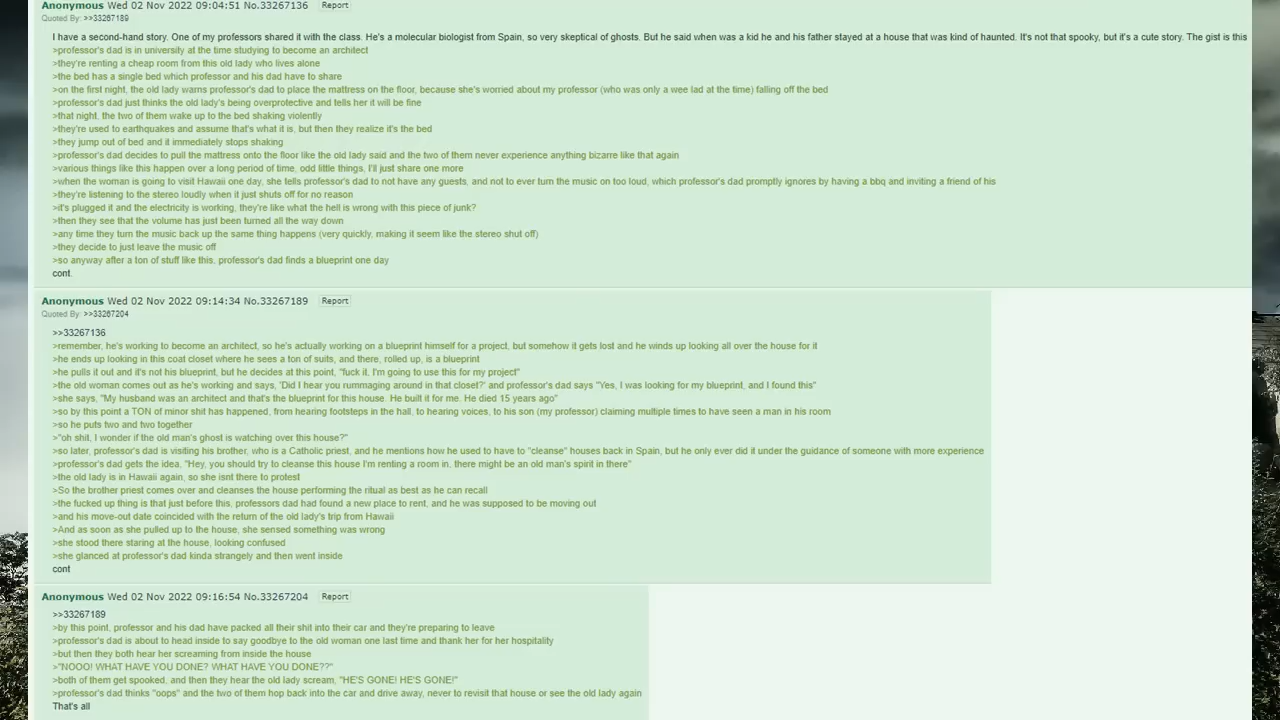 Anonymous Wed 02 Nov 2022 09:04:51 No.33267136 Report
Quoted By: >>33267189
I have a second-hand story. One of my professors shared it with the class. He's a molecular biologist from Spain, so very skeptical of ghosts. But he said when was a kid he and his father stayed at a house that was kind of haunted. It's not that spooky, but it's a cute story. The gist is this
>professor's dad is in university at the time studying to become an architect
>they're renting a cheap room from this old lady who lives alone
>the bed has a single bed which professor and his dad have to share
>on the first night, the old lady warns professor's dad to place the mattress on the floor, because she's worried about my professor (who was only a wee lad at the time) falling off the bed
>professor's dad just thinks the old lady's being overprotective and tells her it will be fine
>that night, the two of them wake up to the bed shaking violently
>they're used to earthquakes and assume that's what it is, but then they realize it's the bed
>they jump out of bed and it immediately stops shaking
>professor's dad decides to pull the mattress onto the floor like the old lady said and the two of them never experience anything bizarre like that again
>various things like this happen over a long period of time, odd little things, I'll just share one more
>when the woman is going to visit Hawaii one day, she tells professor's dad to not have any guests, and not to ever turn the music on too loud, which professor's dad promptly ignores by having a bbq and inviting a friend of his
>they're listening to the stereo loudly when it just shuts off for no reason
>it's plugged it and the electricity is working, they're like what the hell is wrong with this piece of junk?
>then they see that the volume has just been turned all the way down
>any time they turn the music back up the same thing happens (very quickly, making it seem like the stereo shut off)
>they decide to just leave the music off
>so anyway after a ton of stuff like this, professor's dad finds a blueprint one day
cont.
Anonymous Wed 02 Nov 2022 09:14:34 No.33267189 Report
Quoted By: >>33267204
>>33267136
>remember, he's working to become an architect, so he's actually working on a blueprint himself for a project, but somehow it gets lost and he winds up looking all over the house for it
>he ends up looking in this coat closet where he sees a ton of suits, and there, rolled up, is a blueprint
>he pulls it out and it's not his blueprint, but he decides at this point, "fuck it, I'm going to use this for my project"
>the old woman comes out as he's working and says, 'Did I hear you rummaging around in that closet?' and professor's dad says "Yes, I was looking for my blueprint, and I found this"
>she says, "My husband was an architect and that's the blueprint for this house. He built it for me. He died 15 years ago"
>so by this point a TON of minor shit has happened, from hearing footsteps in the hall, to hearing voices, to his son (my professor) claiming multiple times to have seen a man in his room
>so he puts two and two together
>"oh shit, I wonder if the old man's ghost is watching over this house?"
>so later, professor's dad is visiting his brother, who is a Catholic priest, and he mentions how he used to have to "cleanse" houses back in Spain, but he only ever did it under the guidance of someone with more experience
>professor's dad gets the idea, "Hey, you should try to cleanse this house I'm renting a room in, there might be an old man's spirit in there"
>the old lady is in Hawaii again, so she isnt there to protest
>So the brother priest comes over and cleanses the house performing the ritual as best as he can recall
>the fucked up thing is that just before this, professors dad had found a new place to rent, and he was supposed to be moving out
>and his move-out date coincided with the return of the old lady's trip from Hawaii
>And as soon as she pulled up to the house, she sensed something was wrong
>she stood there staring at the house, looking confused
>she glanced at professor's dad kinda strangely and then went inside
cont
Anonymous Wed 02 Nov 2022 09:16:54 No.33267204 Report
>>33267189
>by this point, professor and his dad have packed all their shit into their car and they're preparing to leave
>professor's dad is about to head inside to say goodbye to the old woman one last time and thank her for her hospitality
>but then they both hear her screaming from inside the house
>"NOOO! WHAT HAVE YOU DONE? WHAT HAVE YOU DONE??"
>both of them get spooked, and then they hear the old lady scream, "HE'S GONE! HE'S GONE!"
>professor's dad thinks "oops" and the two of them hop back into the car and drive away, never to revisit that house or see the old lady again
That's all